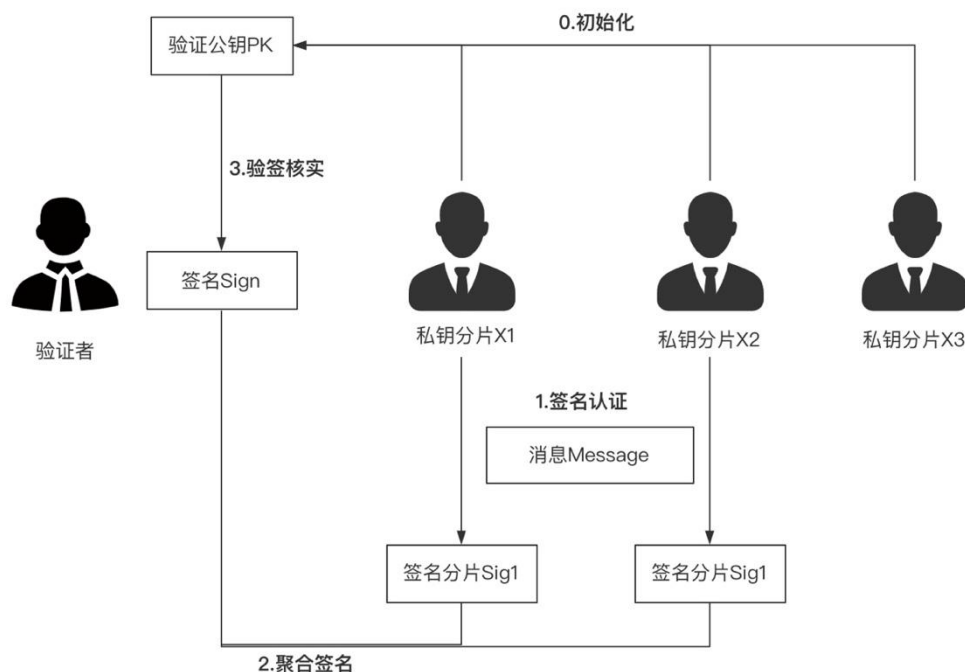 0.初始化
验证公钥PK
3.验签核实
签名Sign
验证者
私钥分片X1
私钥分片X2
私钥分片X3
1.签名认证
消息Message
签名分片Sig1
签名分片Sig1
2.聚合签名